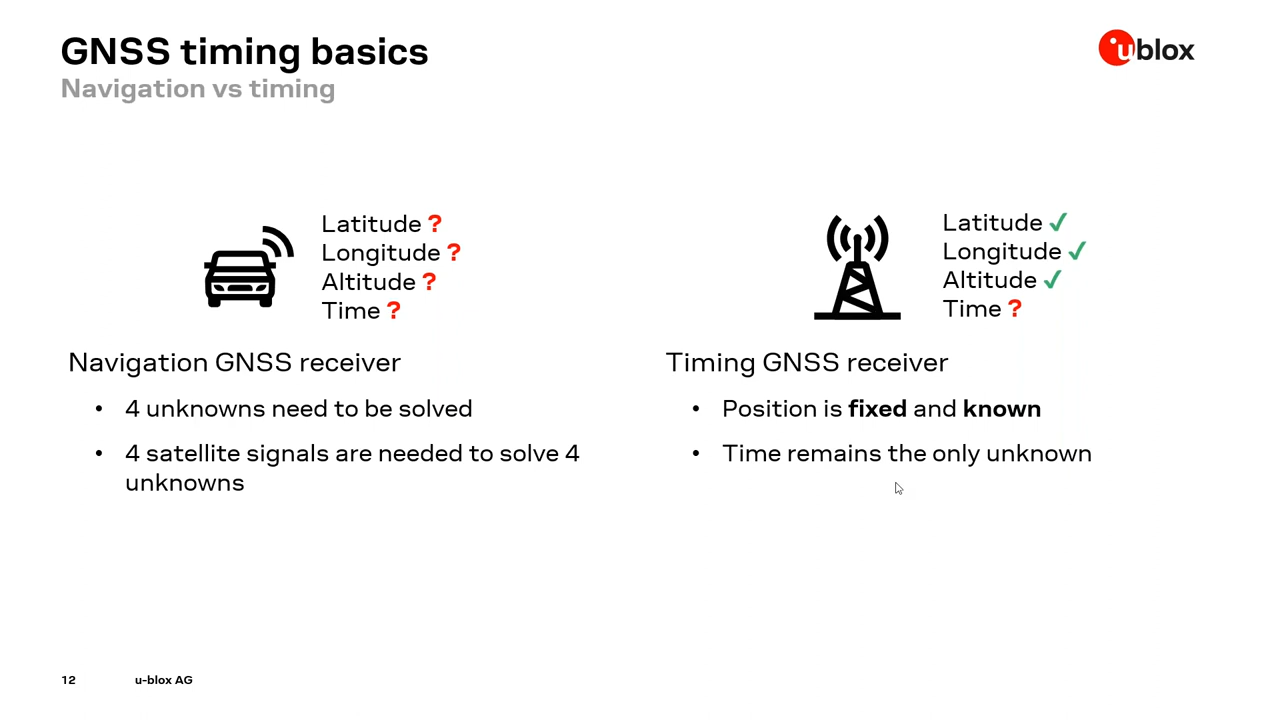 GNSS timing basics
Navigation vs timing
ublox
Latitude ?
Longitude ?
Altitude ?
Time ?
Navigation GNSS receiver
• 4 unknowns need to be solved
• 4 satellite signals are needed to solve 4
unknowns
Latitude ✓
Longitude ✓
Altitude ✓
Time ?
Timing GNSS receiver
• Position is fixed and known
• Time remains the only unknown
12 u-blox AG